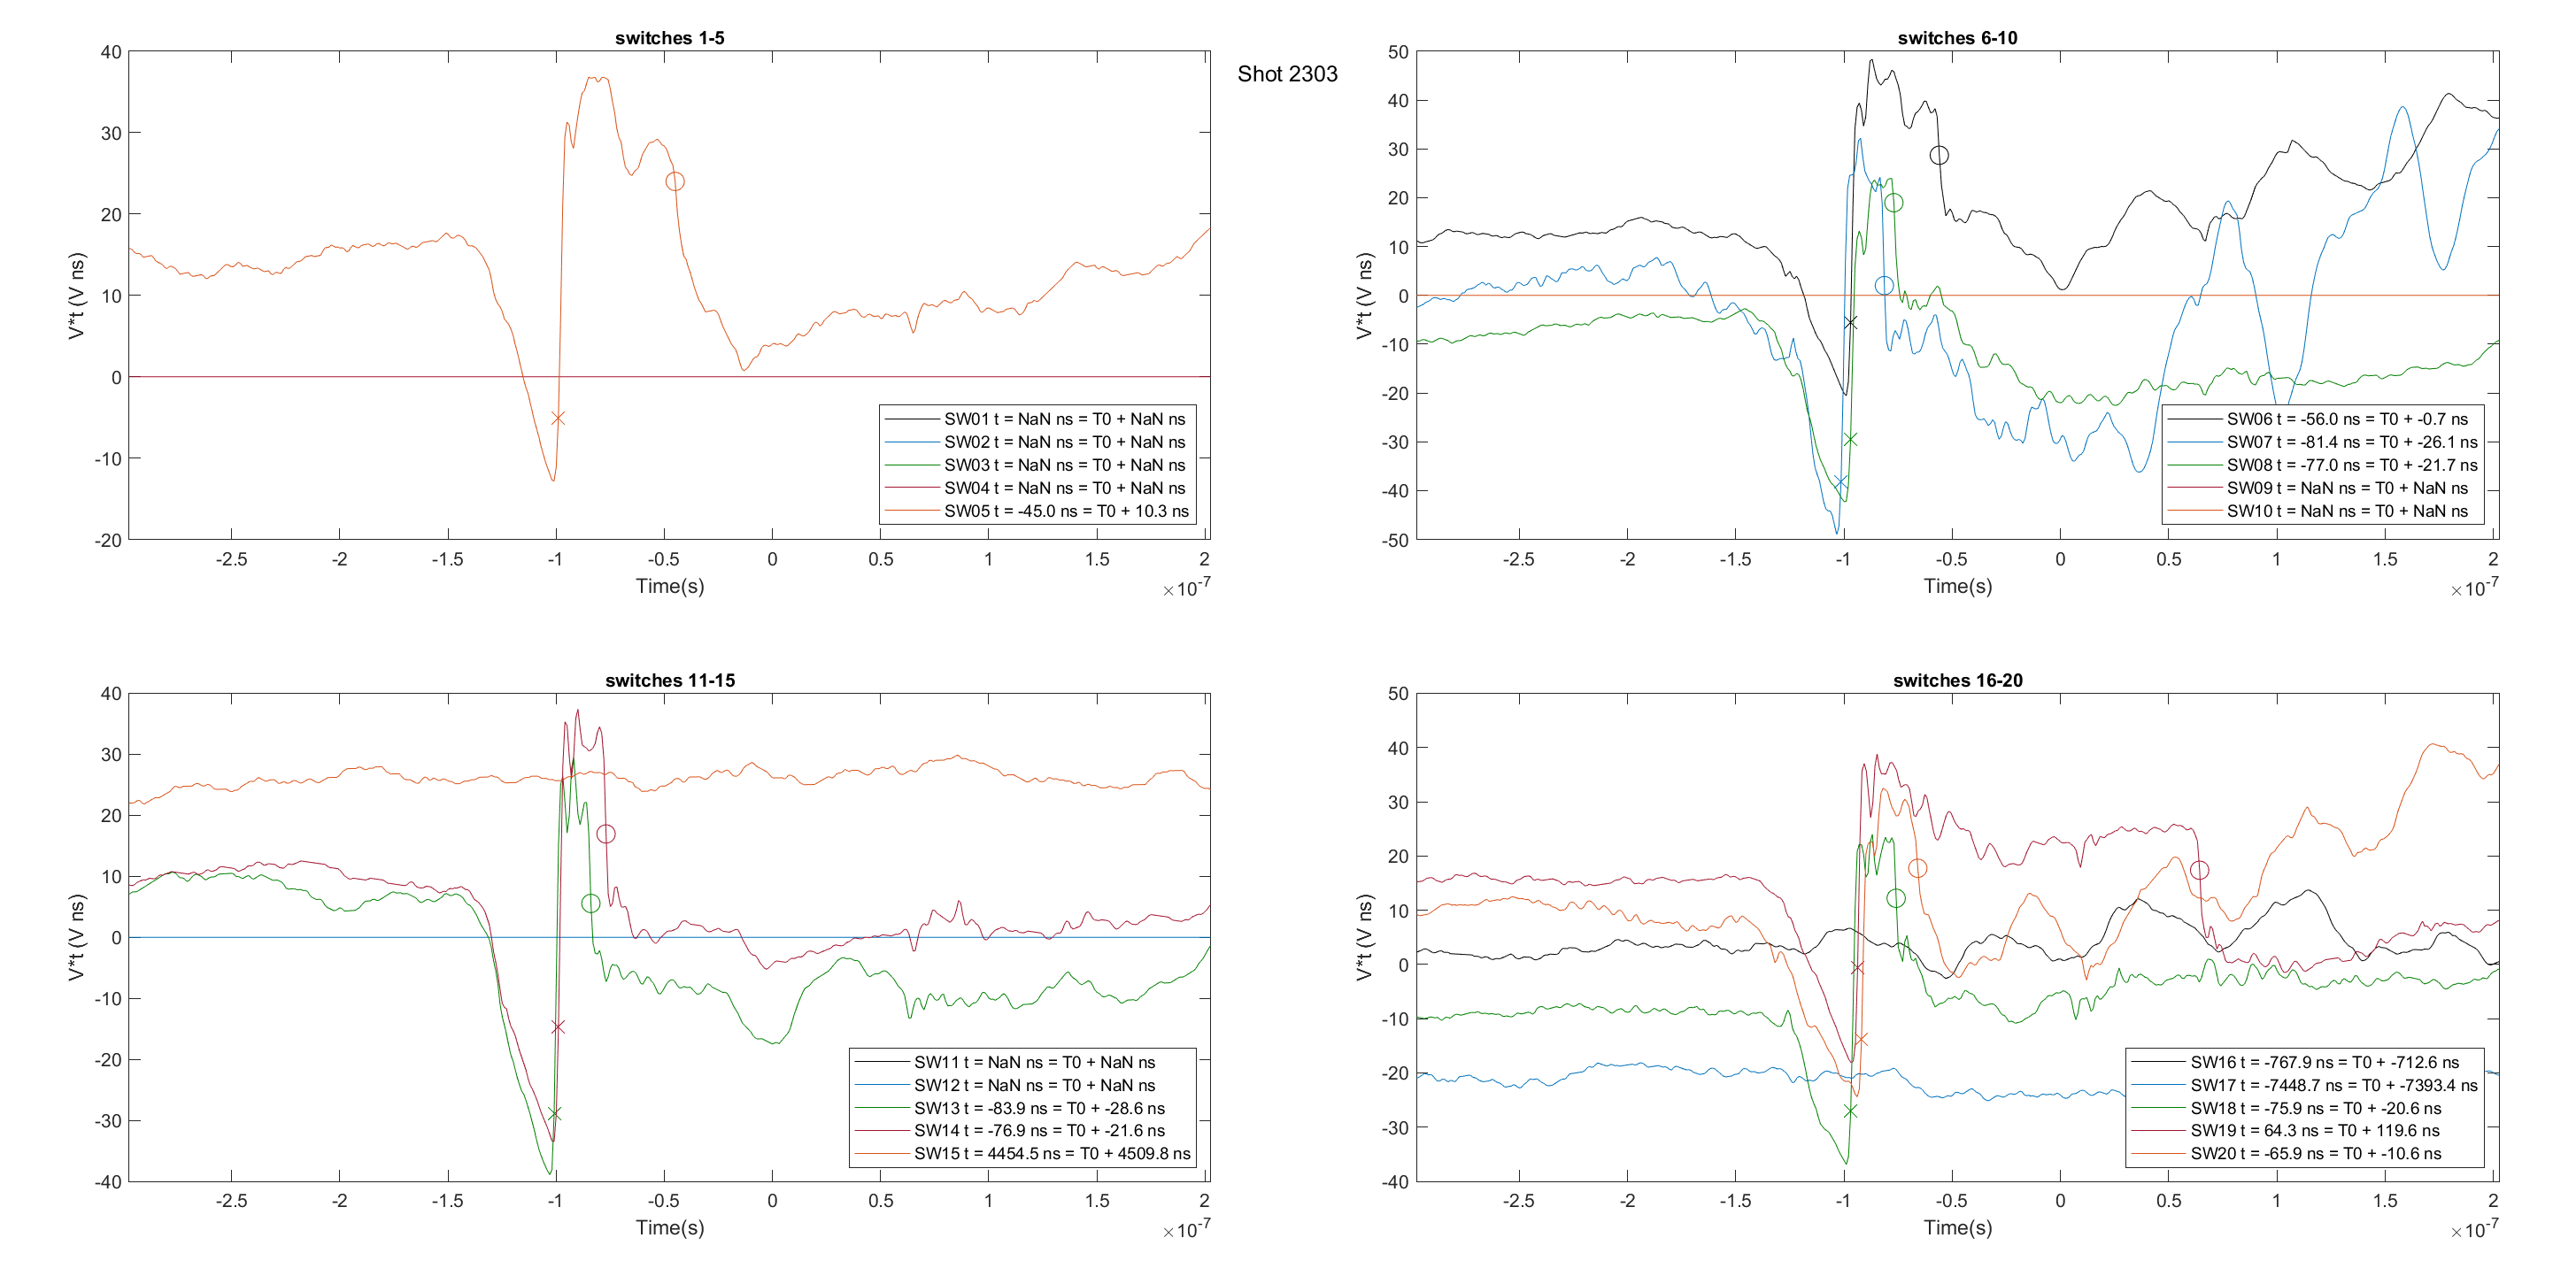 switches 1-5
40
30
20
10
0
-10
-20
V*t (V ns)
SW01 t = NaN ns = T0 + NaN ns
SW02 t = NaN ns = T0 + NaN ns
SW03 t = NaN ns = T0 + NaN ns
SW04 t = NaN ns = T0 + NaN ns
SW05 t = -45.0 ns = T0 + 10.3 ns
-2.5 -2 -1.5 -1 -0.5 0 0.5 1 1.5 2
Time(s)
×10-7
Shot 2303
switches 6-10
50
40
30
20
10
0
-10
-20
-30
-40
-50
V*t (V ns)
SW06 t = -56.0 ns = T0 + -0.7 ns
SW07 t = -81.4 ns = T0 + -26.1 ns
SW08 t = -77.0 ns = T0 + -21.7 ns
SW09 t = NaN ns = T0 + NaN ns
SW10 t = NaN ns = T0 + NaN ns
-2.5 -2 -1.5 -1 -0.5 0 0.5 1 1.5 2
Time(s)
×10-7
switches 11-15
40
30
20
10
0
-10
-20
-30
-40
V*t (V ns)
SW11 t = NaN ns = T0 + NaN ns
SW12 t = NaN ns = T0 + NaN ns
SW13 t = -83.9 ns = T0 + -28.6 ns
SW14 t = -76.9 ns = T0 + -21.6 ns
SW15 t = 4454.5 ns = T0 + 4509.8 ns
-2.5 -2 -1.5 -1 -0.5 0 0.5 1 1.5 2
Time(s)
×10-7
switches 16-20
50
40
30
20
10
0
-10
-20
-30
-40
V*t (V ns)
SW16 t = -767.9 ns = T0 + -712.6 ns
SW17 t = -7448.7 ns = T0 + -7393.4 ns
SW18 t = -75.9 ns = T0 + -20.6 ns
SW19 t = 64.3 ns = T0 + 119.6 ns
SW20 t = -65.9 ns = T0 + -10.6 ns
-2.5 -2 -1.5 -1 -0.5 0 0.5 1 1.5 2
Time(s)
×10-7